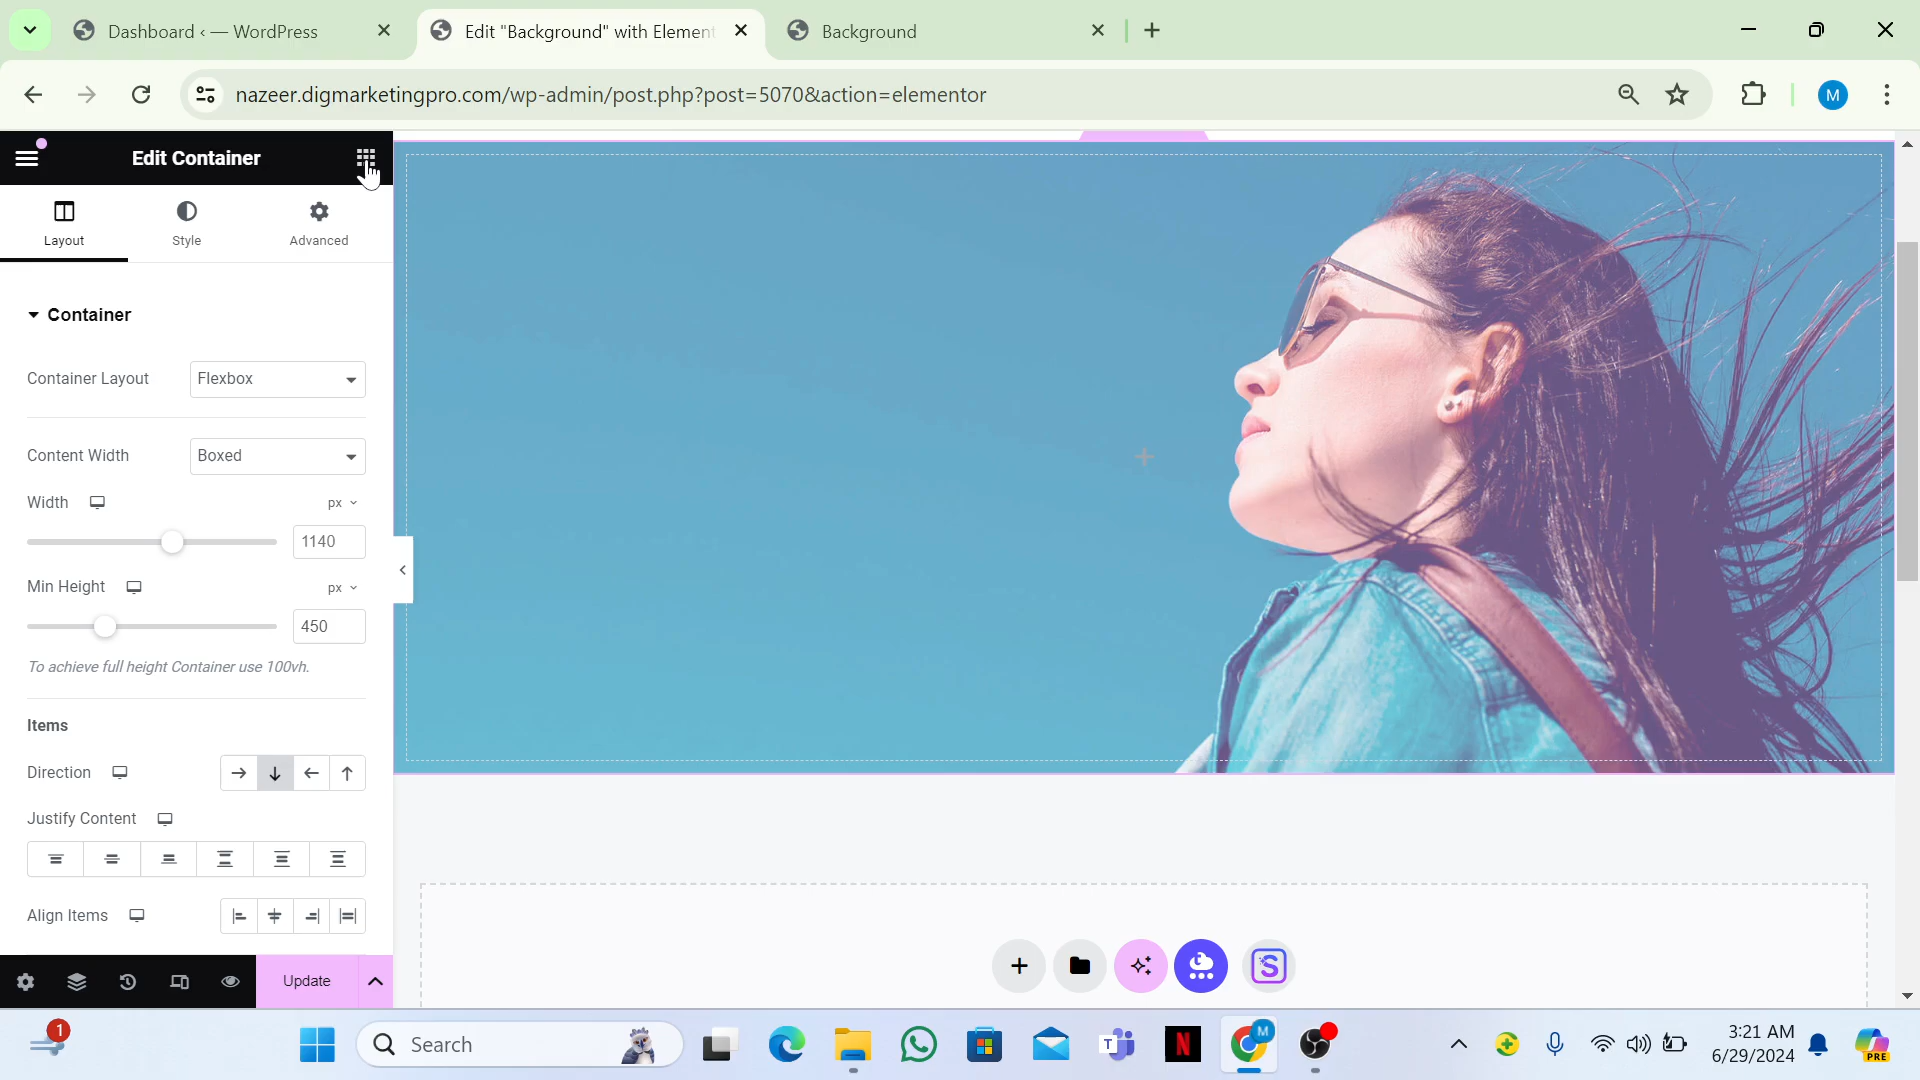 Dashboard ‹ — WordPress
Edit "Background" with Element
Background
nazeer.digmarketingpro.com/wp-admin/post.php?post=5070&action=elementor
M
Edit Container
Layout
Style
Advanced
Container
Container Layout
Flexbox
Content Width
Boxed
Width
px
1140
Min Height
px
450
To achieve full height Container use 100vh.
Items
Direction
Justify Content
Align Items
Update
1
Search
T
N
M
3:21 AM
6/29/2024
PRE